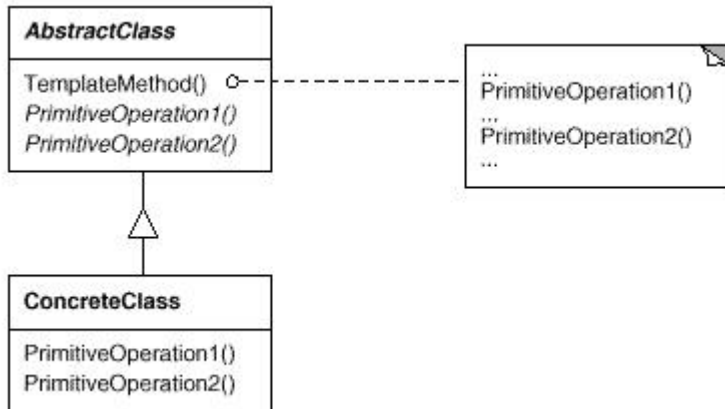 AbstractClass
TemplateMethod()
PrimitiveOperation1()
PrimitiveOperation2()
...
PrimitiveOperation1()
...
PrimitiveOperation2()
...
ConcreteClass
PrimitiveOperation1()
PrimitiveOperation2()